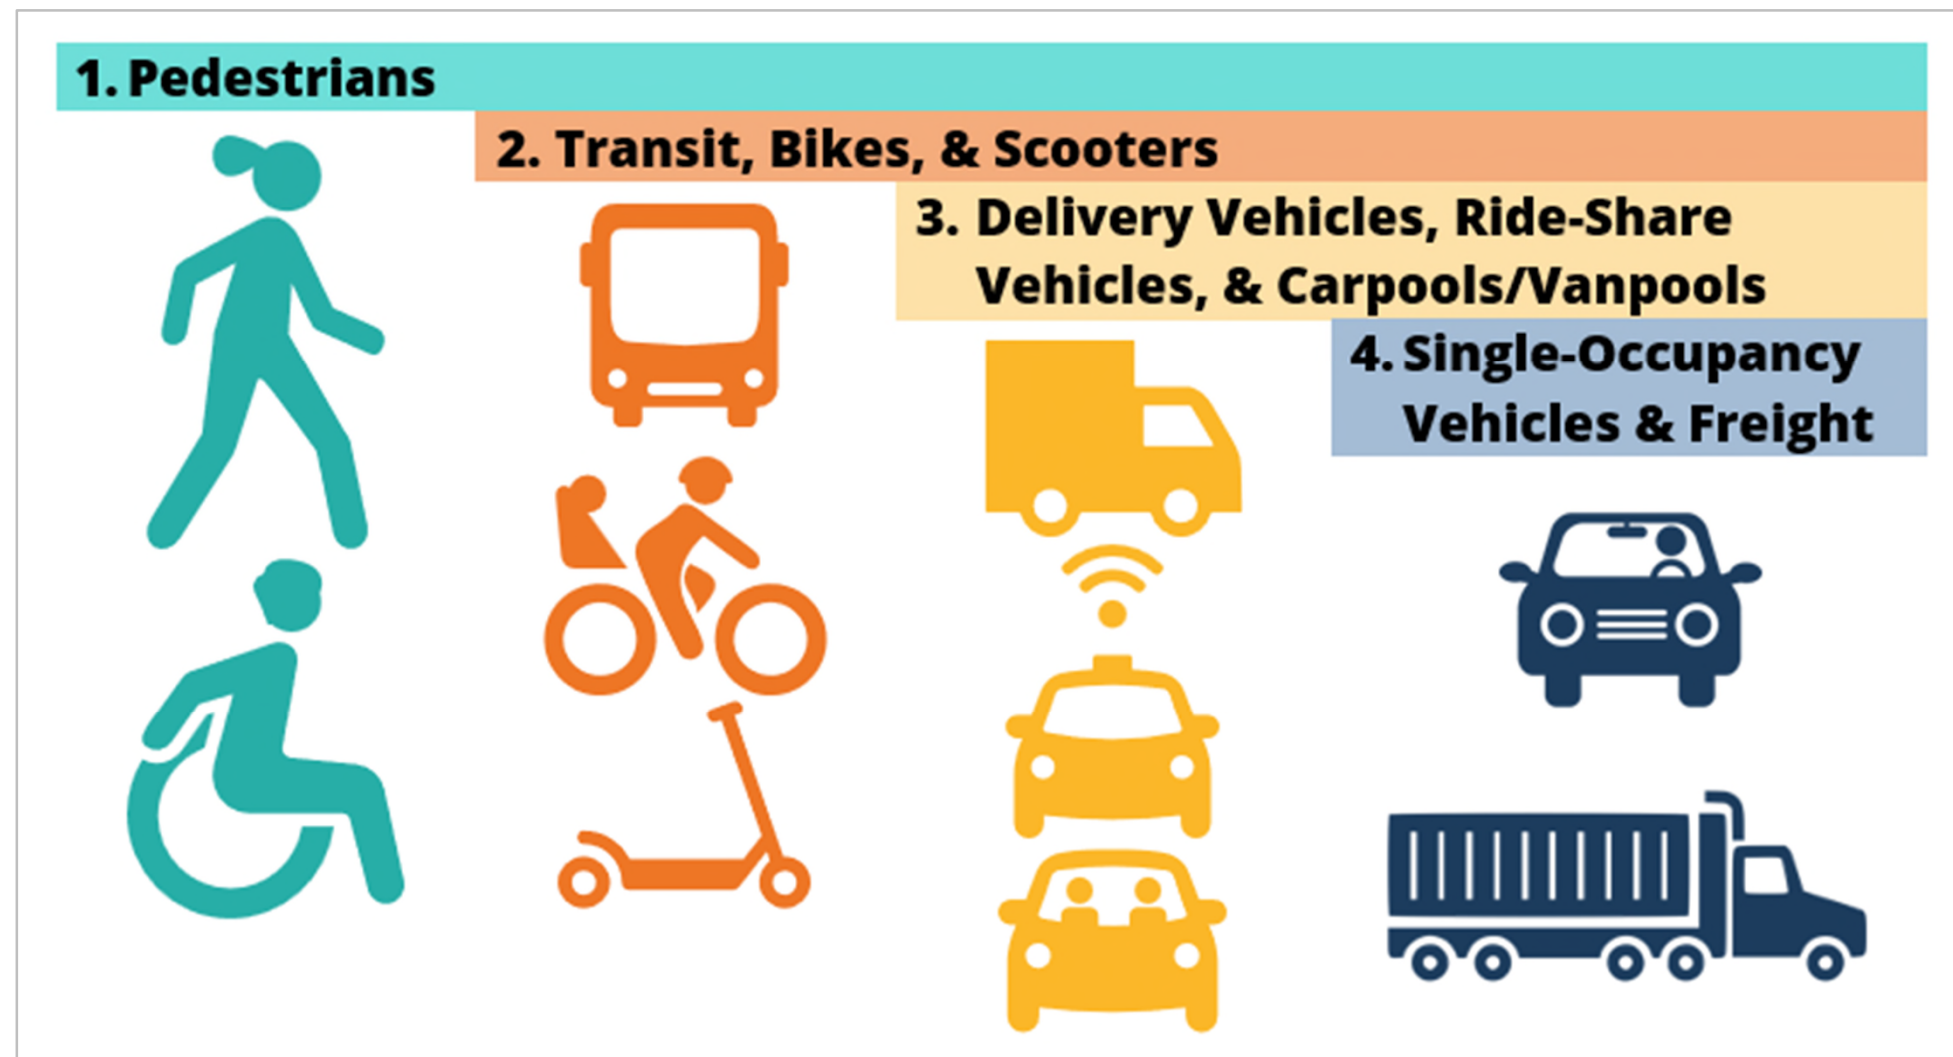 1. Pedestrians
2. Transit, Bikes, & Scooters
3. Delivery Vehicles, Ride-Share
Vehicles, & Carpools/Vanpools
4. Single-Occupancy
Vehicles & Freight